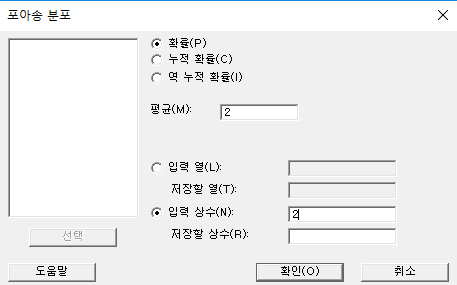 포아송 분포
확률(P)
누적 확률(C)
역 누적 확률(I)
평균(M): 2
입력 열(L):
저장할 열(T):
입력 상수(N): 2
저장할 상수(R):
선택
도움말 확인(O) 취소